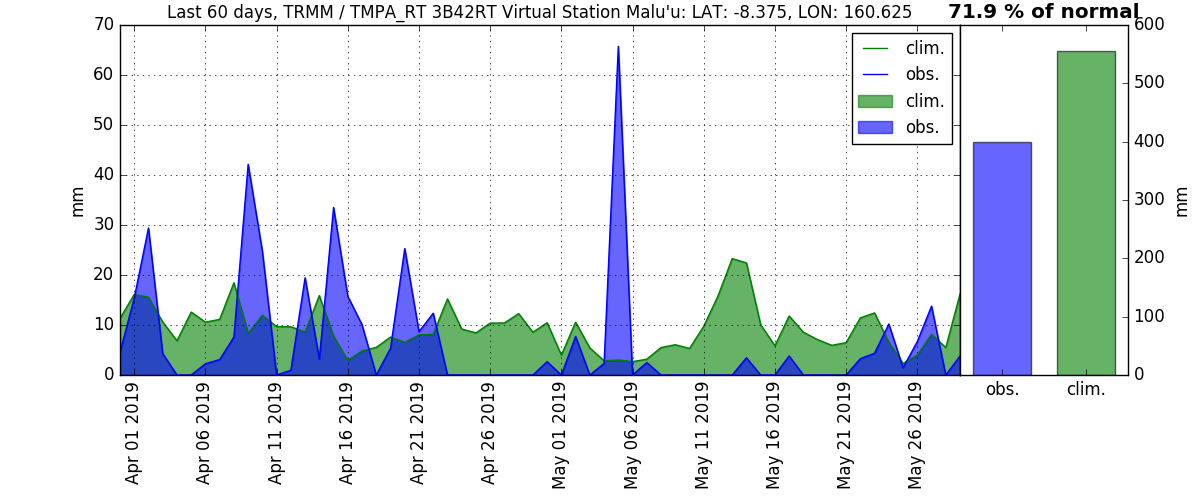 Last 60 days, TRMM / TMPA_RT 3B42RT Virtual Station Malu'u: LAT: -8.375, LON: 160.625
71.9 % of normal
70
60
50
40
30
20
10
0
mm
clim.
obs.
clim.
obs.
600
500
400
300
200
100
0
mm
Apr 01 2019
Apr 06 2019
Apr 11 2019
Apr 16 2019
Apr 21 2019
Apr 26 2019
May 01 2019
May 06 2019
May 11 2019
May 16 2019
May 21 2019
May 26 2019
obs.
clim.